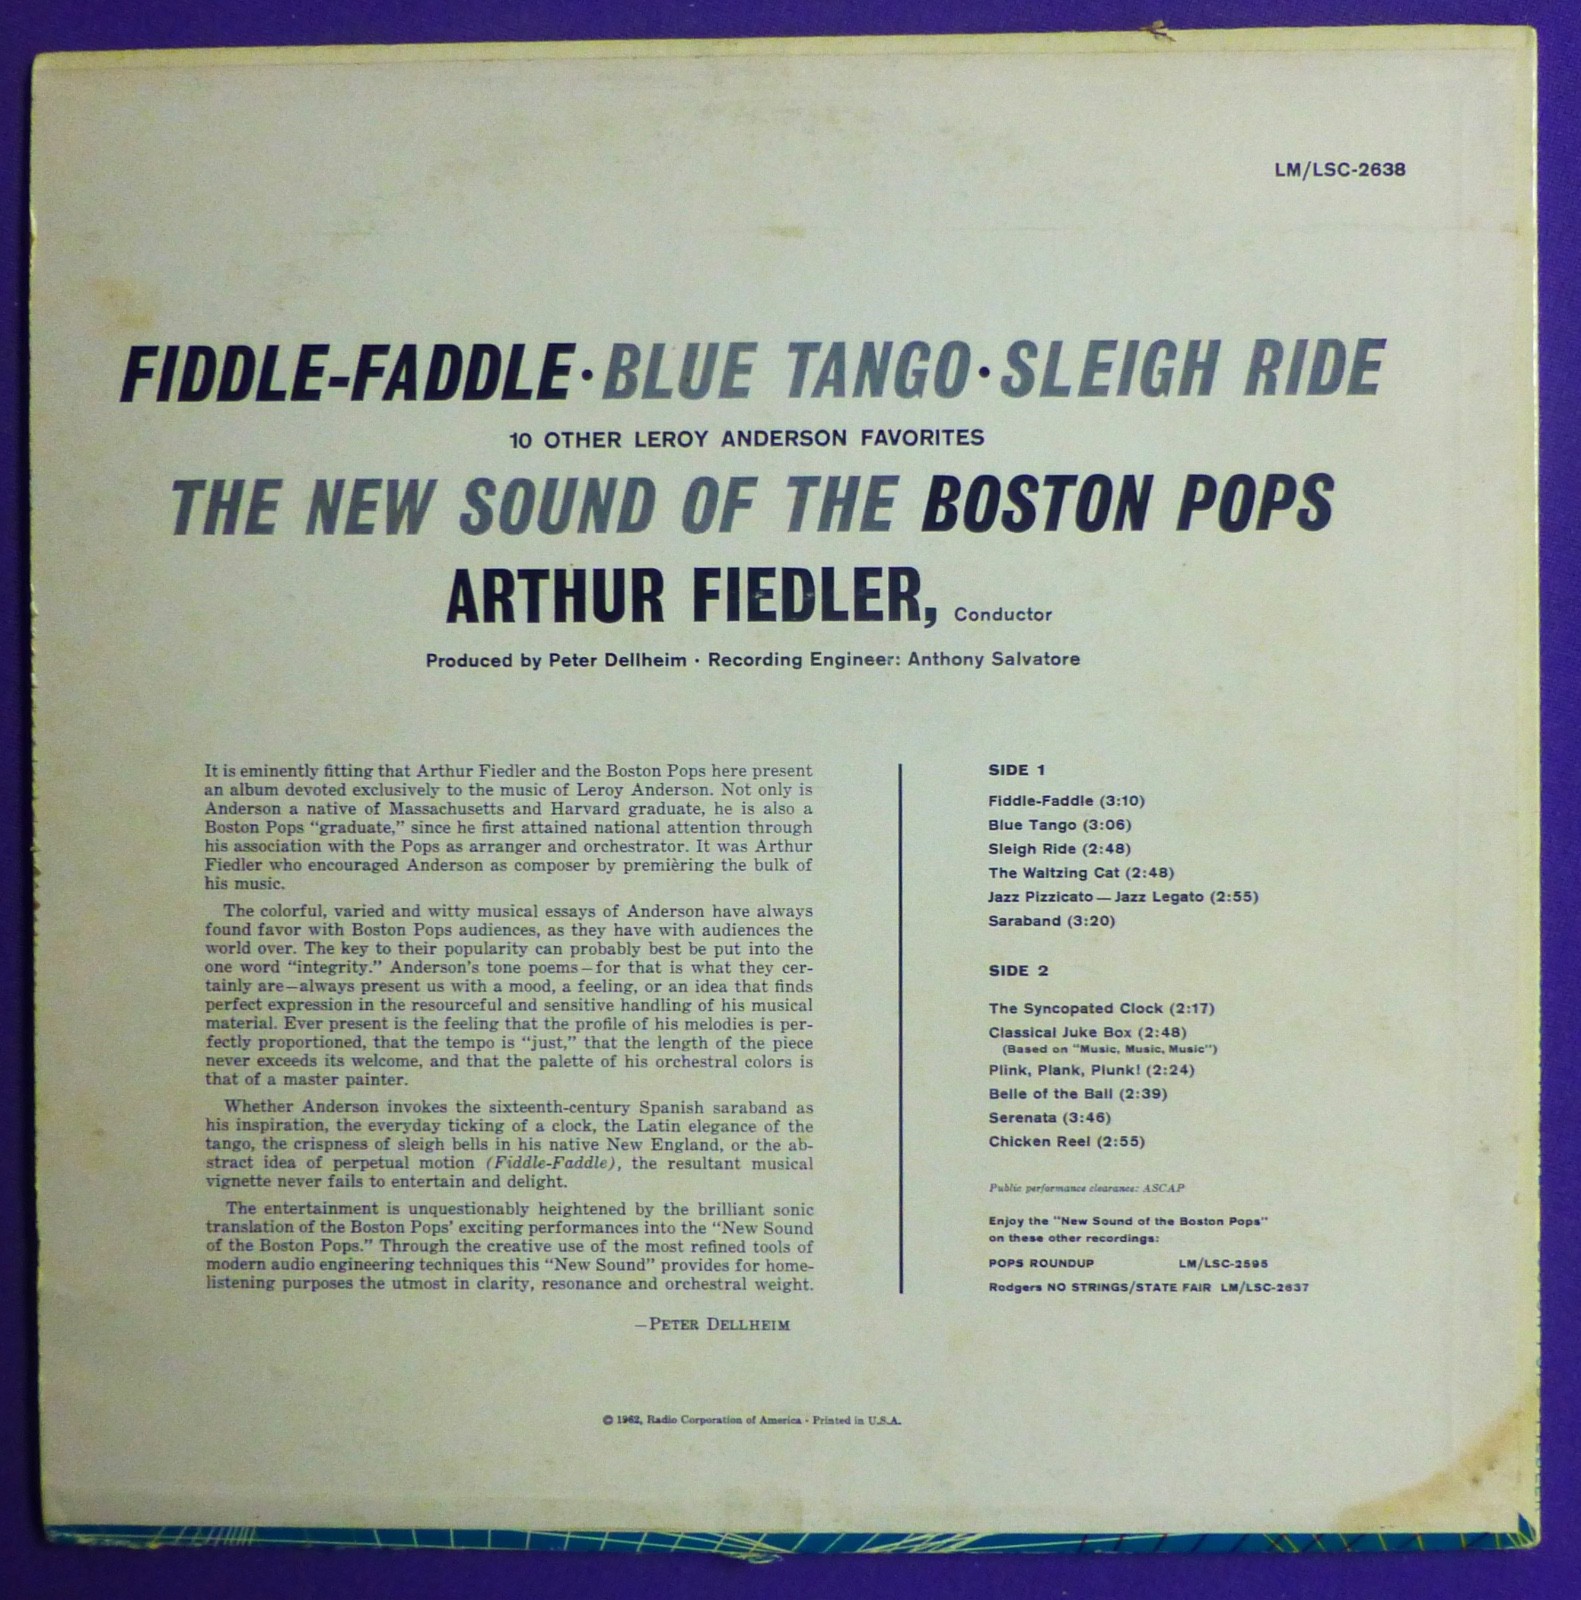 LM/LSC-2638
FIDDLE-FADDLE · BLUE TANGO · SLEIGH RIDE
10 OTHER LEROY ANDERSON FAVORITES
THE NEW SOUND OF THE BOSTON POPS
ARTHUR FIEDLER, Conductor
Produced by Peter Dellheim · Recording Engineer: Anthony Salvatore
It is eminently fitting that Arthur Fiedler and the Boston Pops here present
an album devoted exclusively to the music of Leroy Anderson. Not only is
Anderson a native of Massachusetts and Harvard graduate, he is also a
Boston Pops “graduate,” since he first attained national attention through
his association with the Pops as arranger and orchestrator. It was Arthur
Fiedler who encouraged Anderson as composer by premièring the bulk of
his music.
The colorful, varied and witty musical essays of Anderson have always
found favor with Boston Pops audiences, as they have with audiences the
world over. The key to their popularity can probably best be put into the
one word “integrity.” Anderson’s tone poems—for that is what they cer-
tainly are—always present us with a mood, a feeling, or an idea that finds
perfect expression in the resourceful and sensitive handling of his musical
material. Ever present is the feeling that the profile of his melodies is per-
fectly proportioned, that the tempo is “just,” that the length of the piece
never exceeds its welcome, and that the palette of his orchestral colors is
that of a master painter.
Whether Anderson invokes the sixteenth-century Spanish saraband as
his inspiration, the everyday ticking of a clock, the Latin elegance of the
tango, the crispness of sleigh bells in his native New England, or the ab-
stract idea of perpetual motion (Fiddle-Faddle), the resultant musical
vignette never fails to entertain and delight.
The entertainment is unquestionably heightened by the brilliant sonic
translation of the Boston Pops’ exciting performances into the “New Sound
of the Boston Pops.” Through the creative use of the most refined tools of
modern audio engineering techniques this “New Sound” provides for home-
listening purposes the utmost in clarity, resonance and orchestral weight.
—PETER DELLHEIM
SIDE 1
Fiddle-Faddle (3:10)
Blue Tango (3:06)
Sleigh Ride (2:48)
The Waltzing Cat (2:48)
Jazz Pizzicato — Jazz Legato (2:55)
Saraband (3:20)
SIDE 2
The Syncopated Clock (2:17)
Classical Juke Box (2:48)
(Based on "Music, Music, Music")
Plink, Plank, Plunk! (2:24)
Belle of the Ball (2:39)
Serenata (3:46)
Chicken Reel (2:55)
Public performance clearance: ASCAP
Enjoy the "New Sound of the Boston Pops"
on these other recordings:
POPS ROUNDUP LM/LSC-2595
Rodgers NO STRINGS/STATE FAIR LM/LSC-2637
© 1962, Radio Corporation of America · Printed in U.S.A.